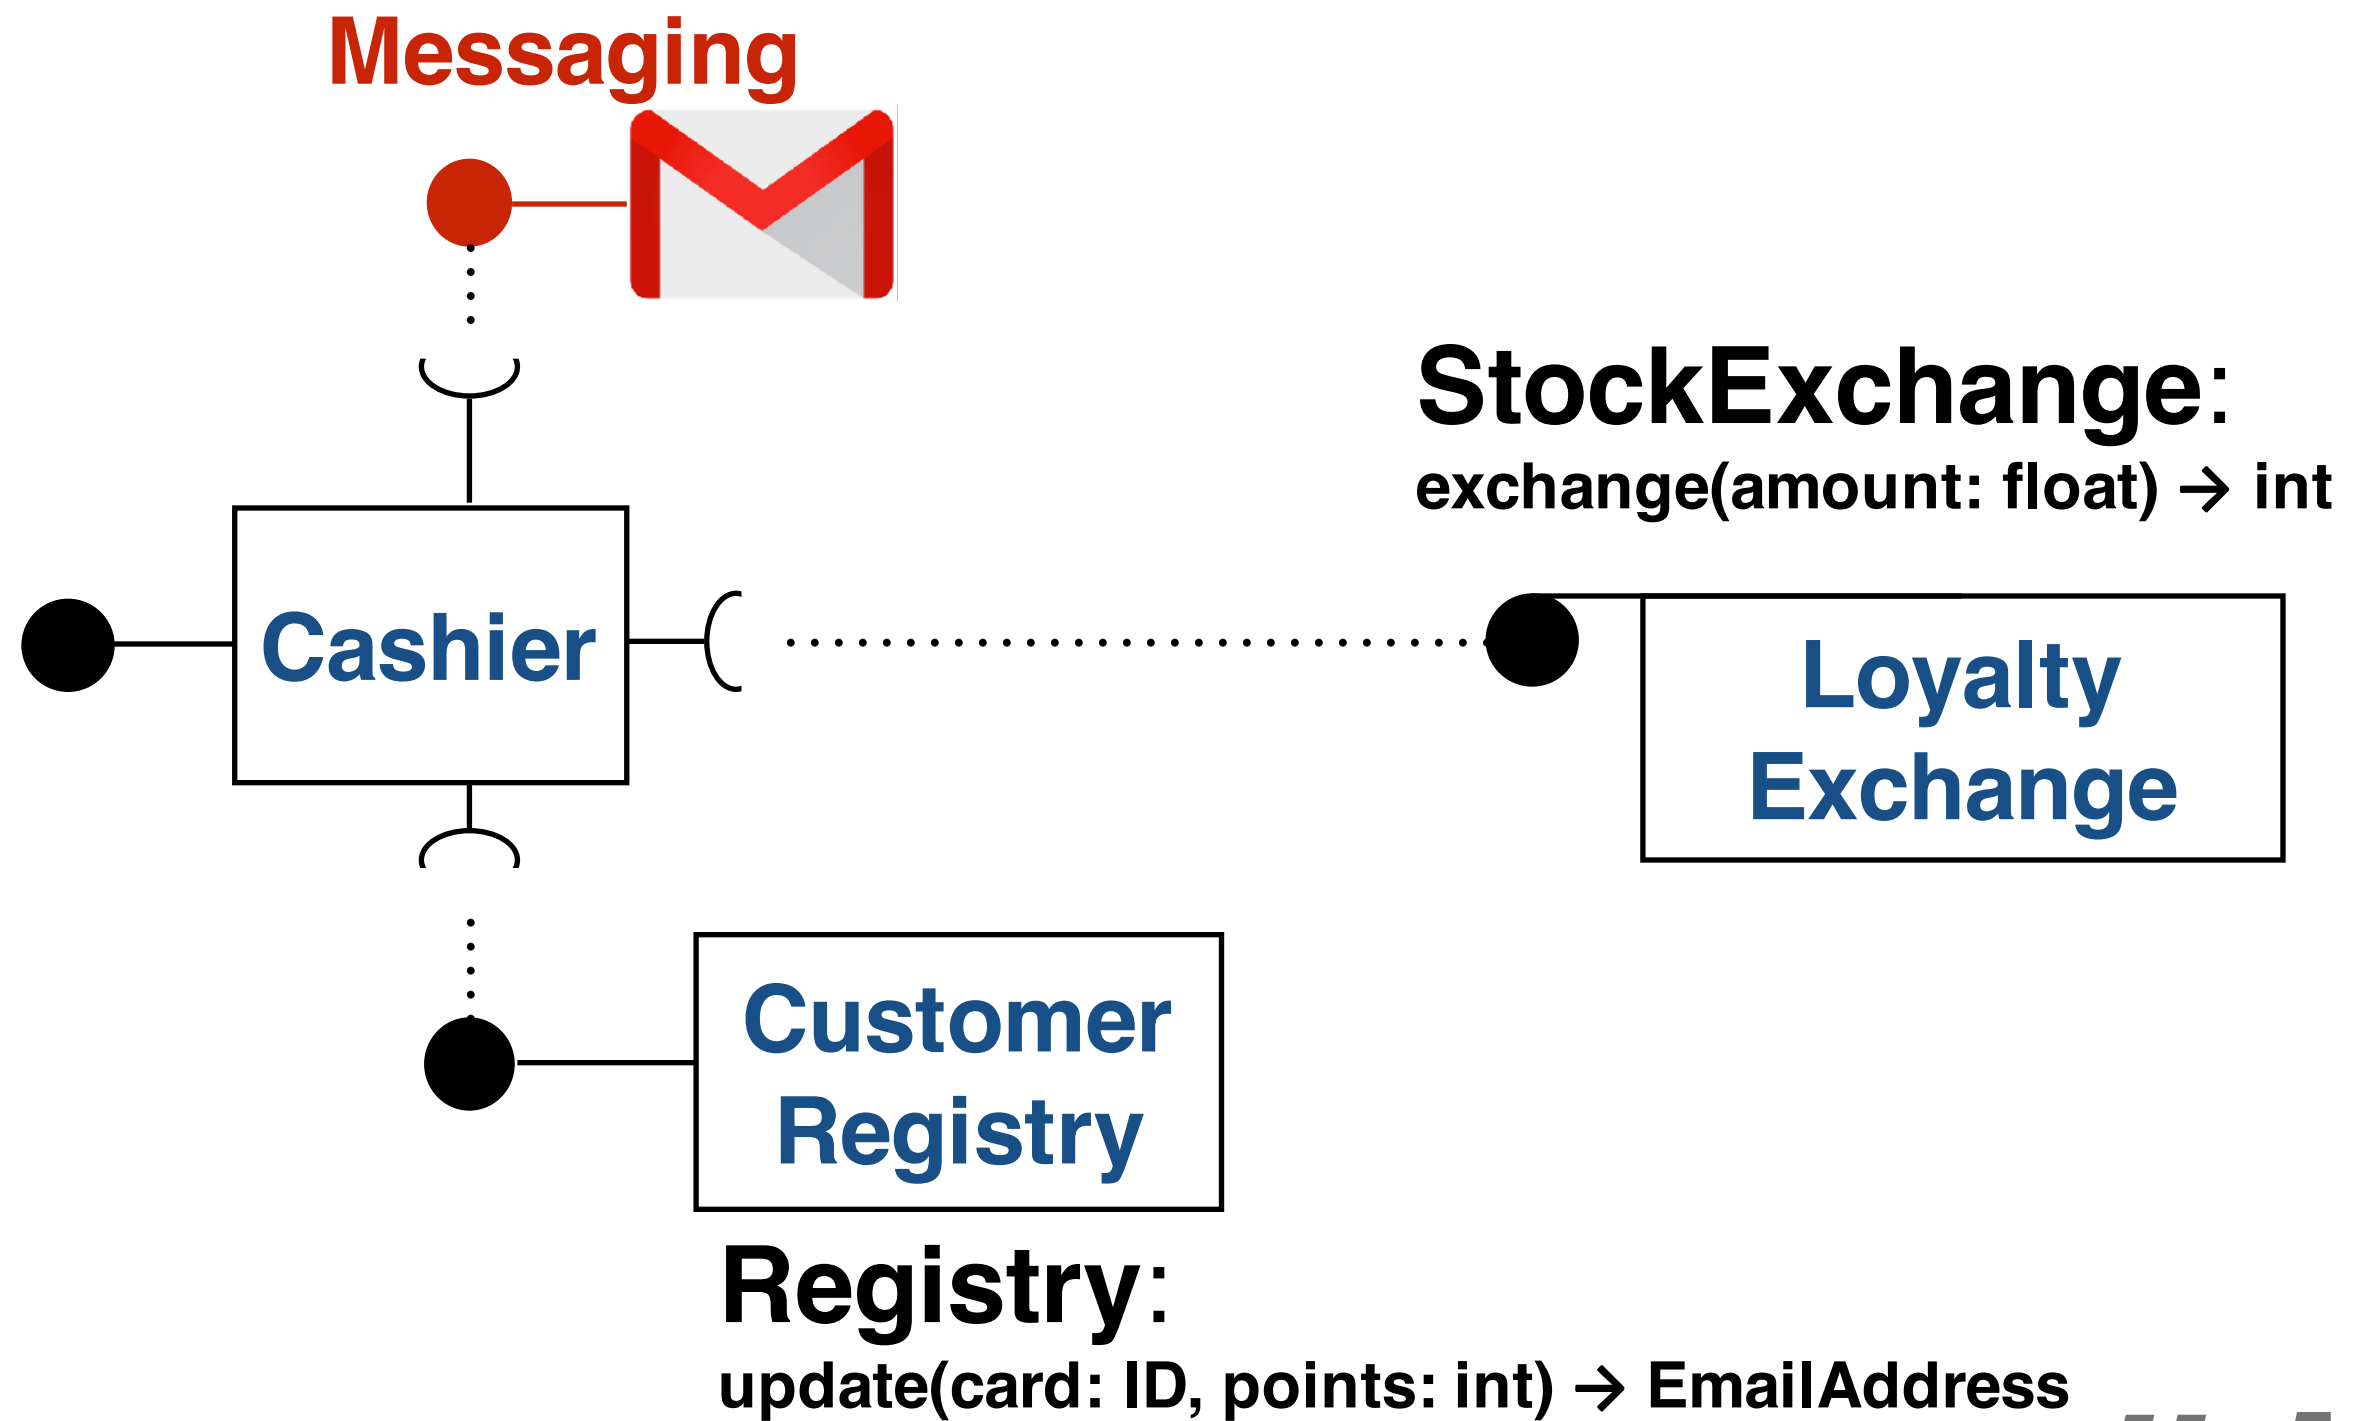 Messaging
StockExchange:
exchange(amount: float) → int
Cashier
Loyalty
Exchange
Customer
Registry
Registry:
update(card: ID, points: int) → EmailAddress